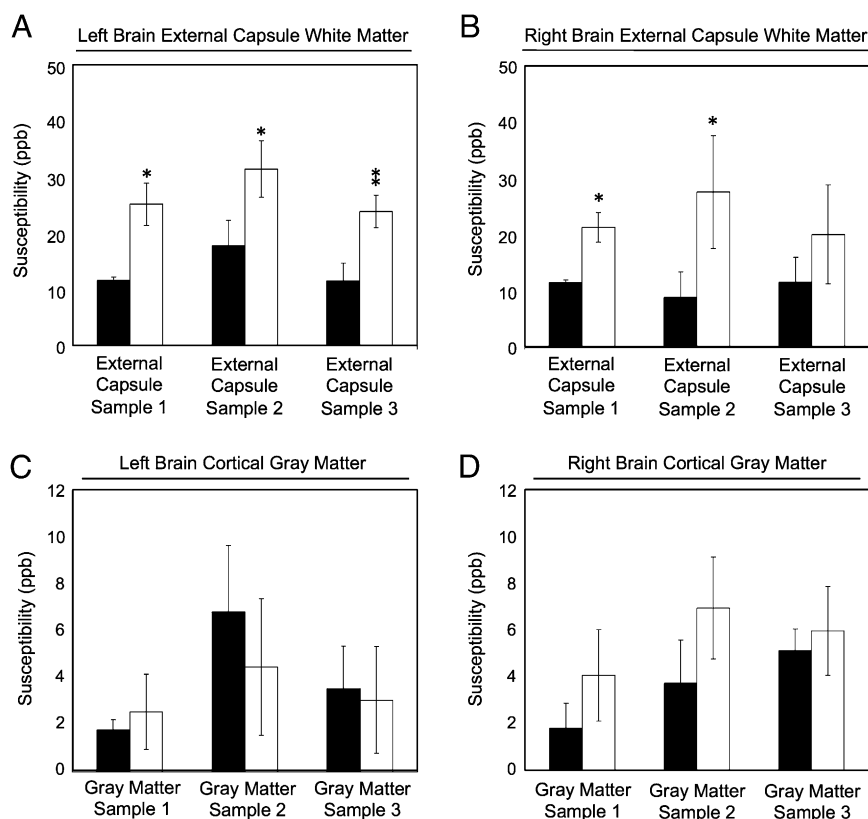 A
Left Brain External Capsule White Matter
50
40
30
20
10
0
Susceptibility (ppb)
*
*
**
External Capsule Sample 1
External Capsule Sample 2
External Capsule Sample 3
B
Right Brain External Capsule White Matter
50
40
30
20
10
0
Susceptibility (ppb)
*
*
External Capsule Sample 1
External Capsule Sample 2
External Capsule Sample 3
C
Left Brain Cortical Gray Matter
12
10
8
6
4
2
0
Susceptibility (ppb)
Gray Matter Sample 1
Gray Matter Sample 2
Gray Matter Sample 3
D
Right Brain Cortical Gray Matter
12
10
8
6
4
2
0
Susceptibility (ppb)
Gray Matter Sample 1
Gray Matter Sample 2
Gray Matter Sample 3